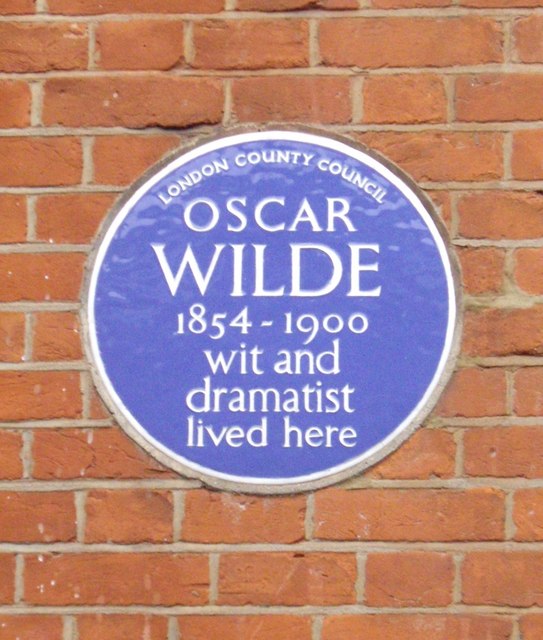 LONDON COUNTY COUNCIL
OSCAR
WILDE
1854 - 1900
wit and
dramatist
lived here